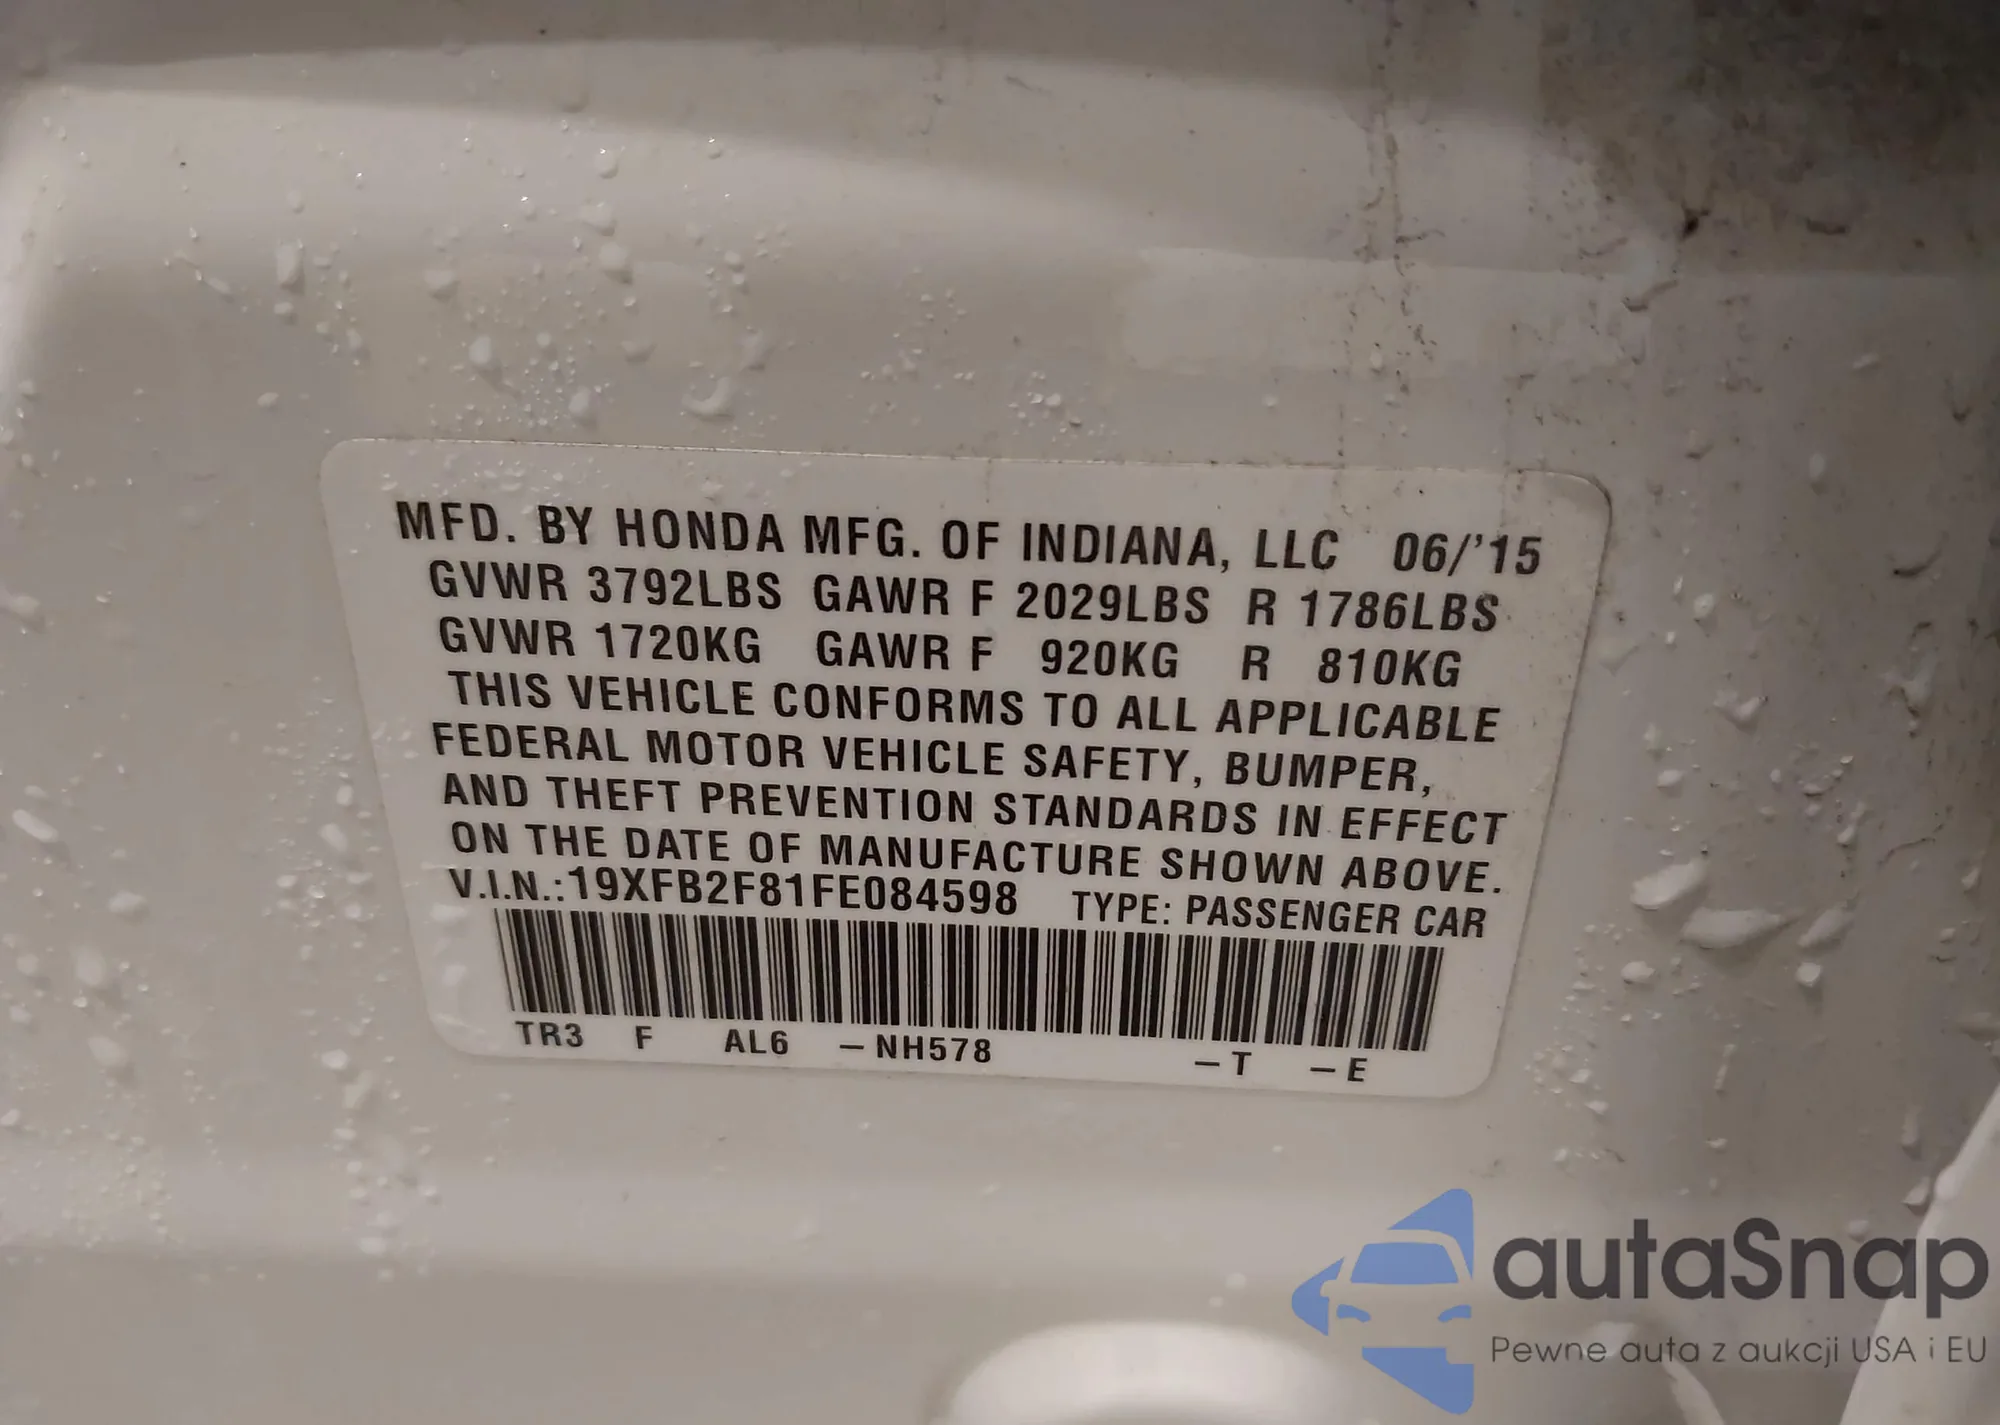 MFD. BY HONDA MFG. OF INDIANA, LLC 06/'15
GVWR 3792LBS GAWR F 2029LBS R 1786LBS
GVWR 1720KG GAWR F 920KG R 810KG
THIS VEHICLE CONFORMS TO ALL APPLICABLE
FEDERAL MOTOR VEHICLE SAFETY, BUMPER,
AND THEFT PREVENTION STANDARDS IN EFFECT
ON THE DATE OF MANUFACTURE SHOWN ABOVE.
V.I.N.:19XFB2F81FE084598 TYPE: PASSENGER CAR
TR3 F AL6 –NH578 –T –E
autaSnap
Pewne auta z aukcji USA i EU